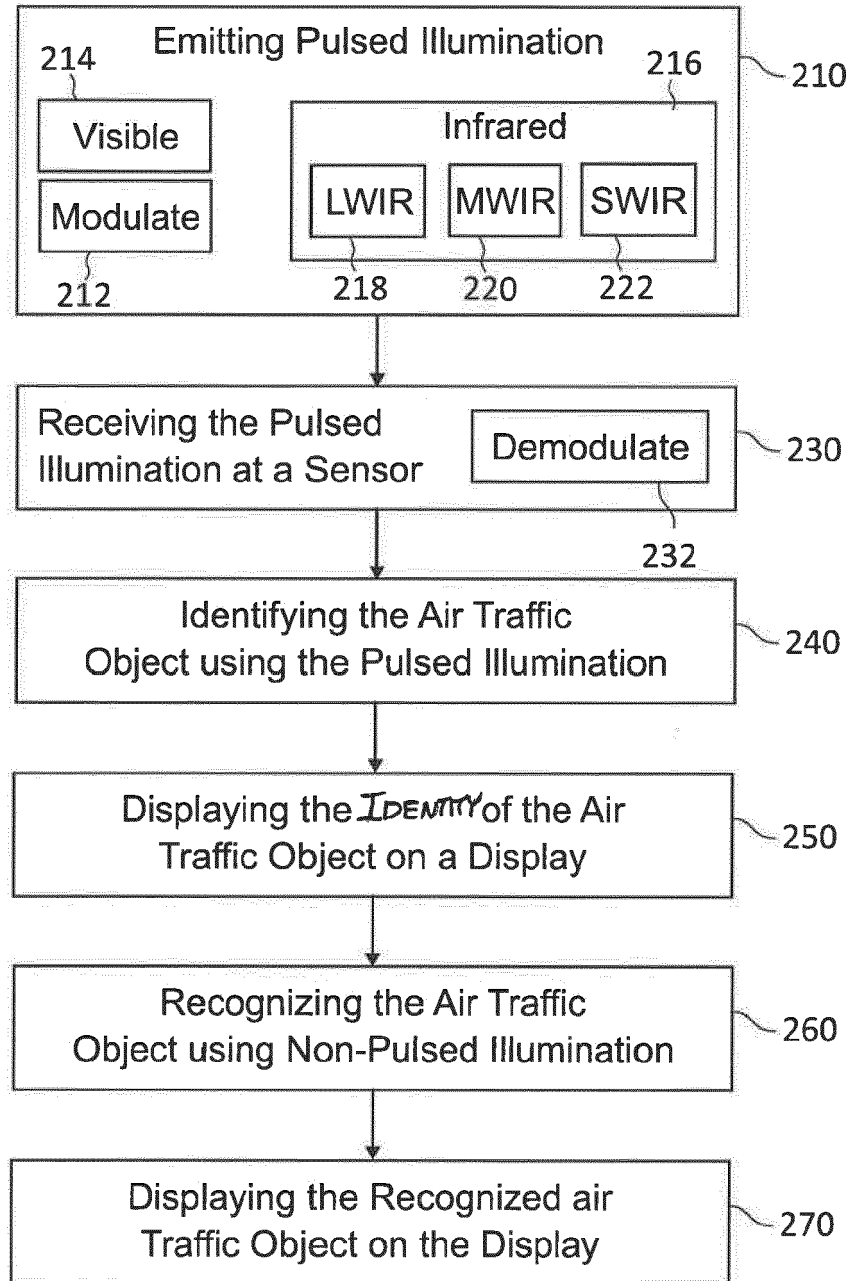 Emitting Pulsed Illumination
210
214
216
Visible
Infrared
Modulate
LWIR
MWIR
SWIR
212
218
220
222
Receiving the Pulsed
Illumination at a Sensor
Demodulate
230
232
Identifying the Air Traffic
Object using the Pulsed Illumination
240
Displaying the IDENTITY of the Air
Traffic Object on a Display
250
Recognizing the Air Traffic
Object using Non-Pulsed Illumination
260
Displaying the Recognized air
Traffic Object on the Display
270